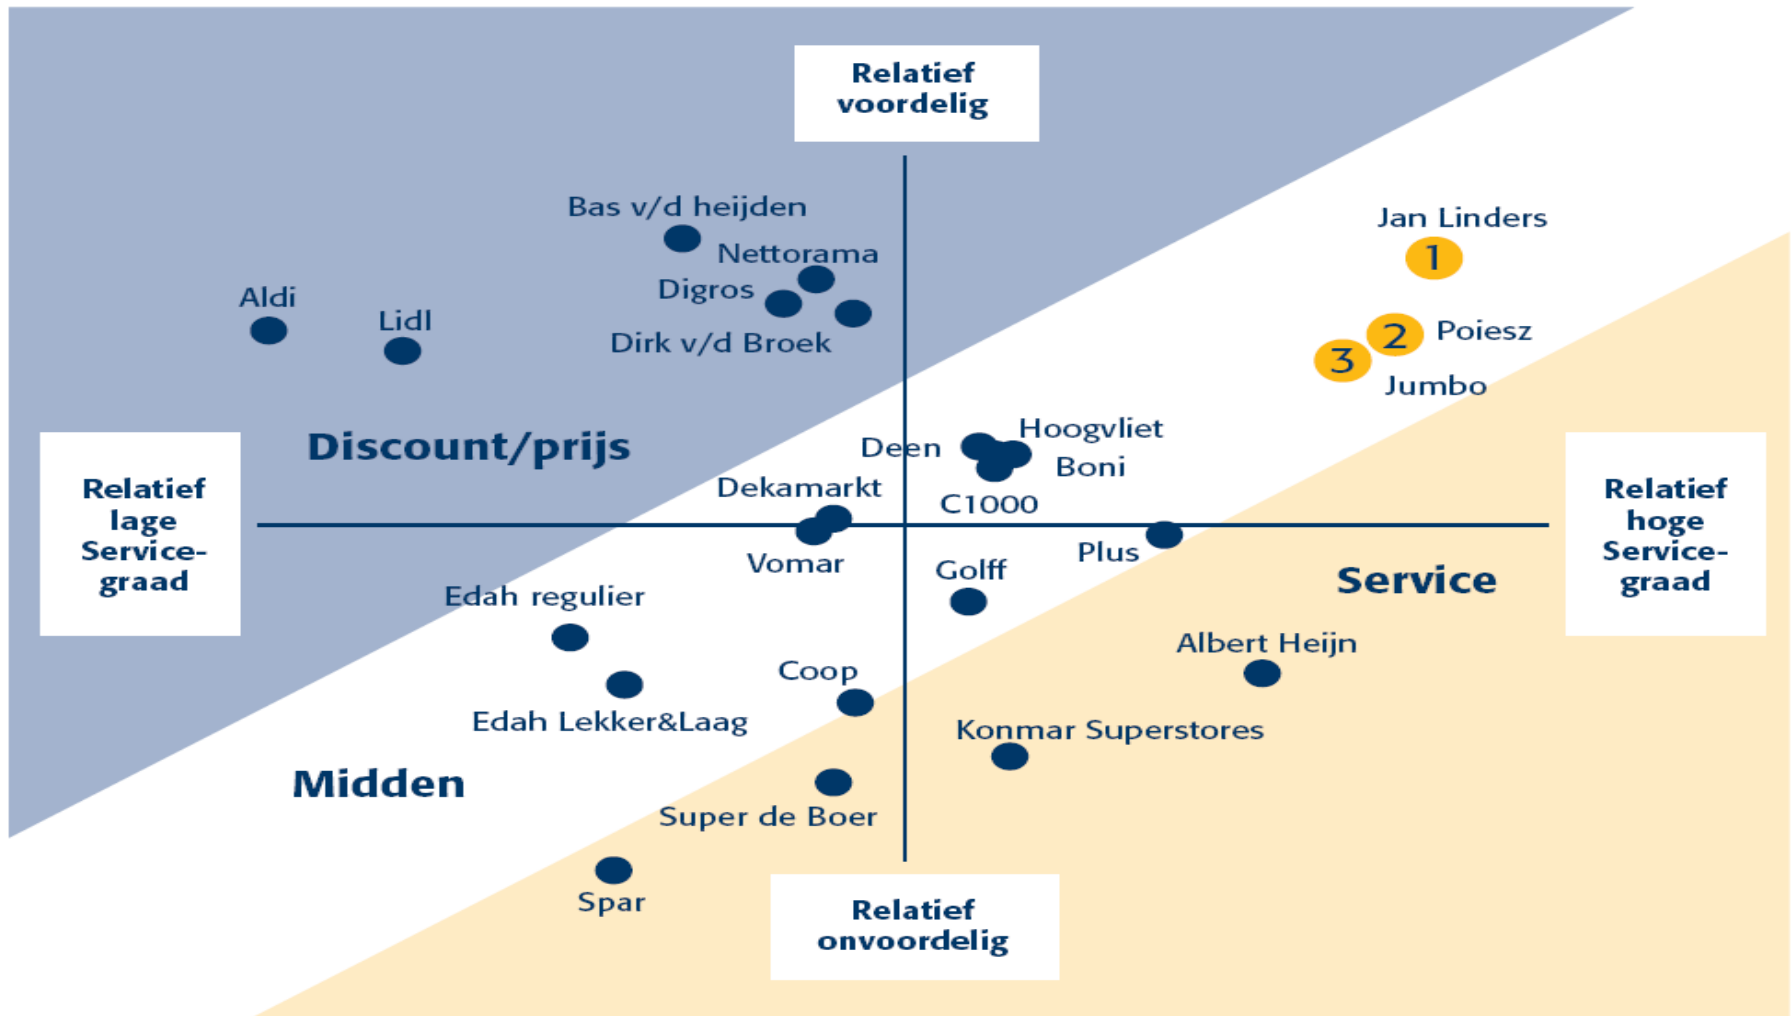 Relatief
voordelig
Bas v/d heijden
Jan Linders
Nettorama
1
Digros
Aldi
Lidl
Dirk v/d Broek
2
Poiesz
3
Jumbo
Hoogvliet
Discount/prijs
Deen
Boni
Dekamarkt
C1000
Relatief
lage
Service-
graad
Relatief
hoge
Service-
graad
Vomar
Plus
Golff
Service
Edah regulier
Albert Heijn
Coop
Edah Lekker&Laag
Konmar Superstores
Midden
Super de Boer
Spar
Relatief
onvoordelig